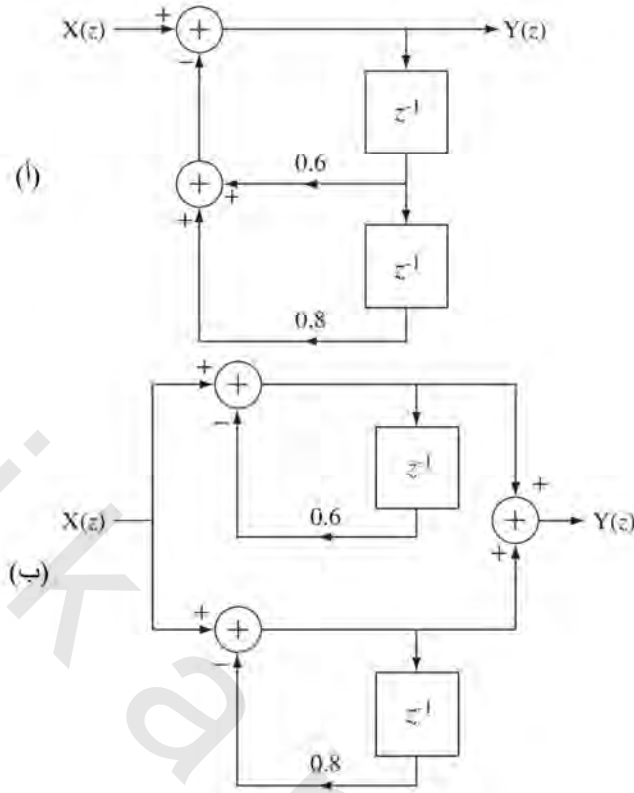 X(z) + + Y(z)
−
z⁻¹
0.6
(أ) + +
+
z⁻¹
0.8
+ +
−
z⁻¹
+
X(z) 0.6 + Y(z)
+
(ب)
+ +
−
z⁻¹
0.8